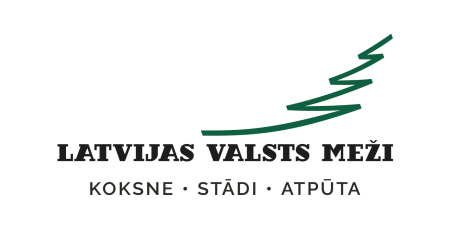 LATVIJAS VALSTS MEŽI
KOKSNE • STĀDI • ATPŪTA